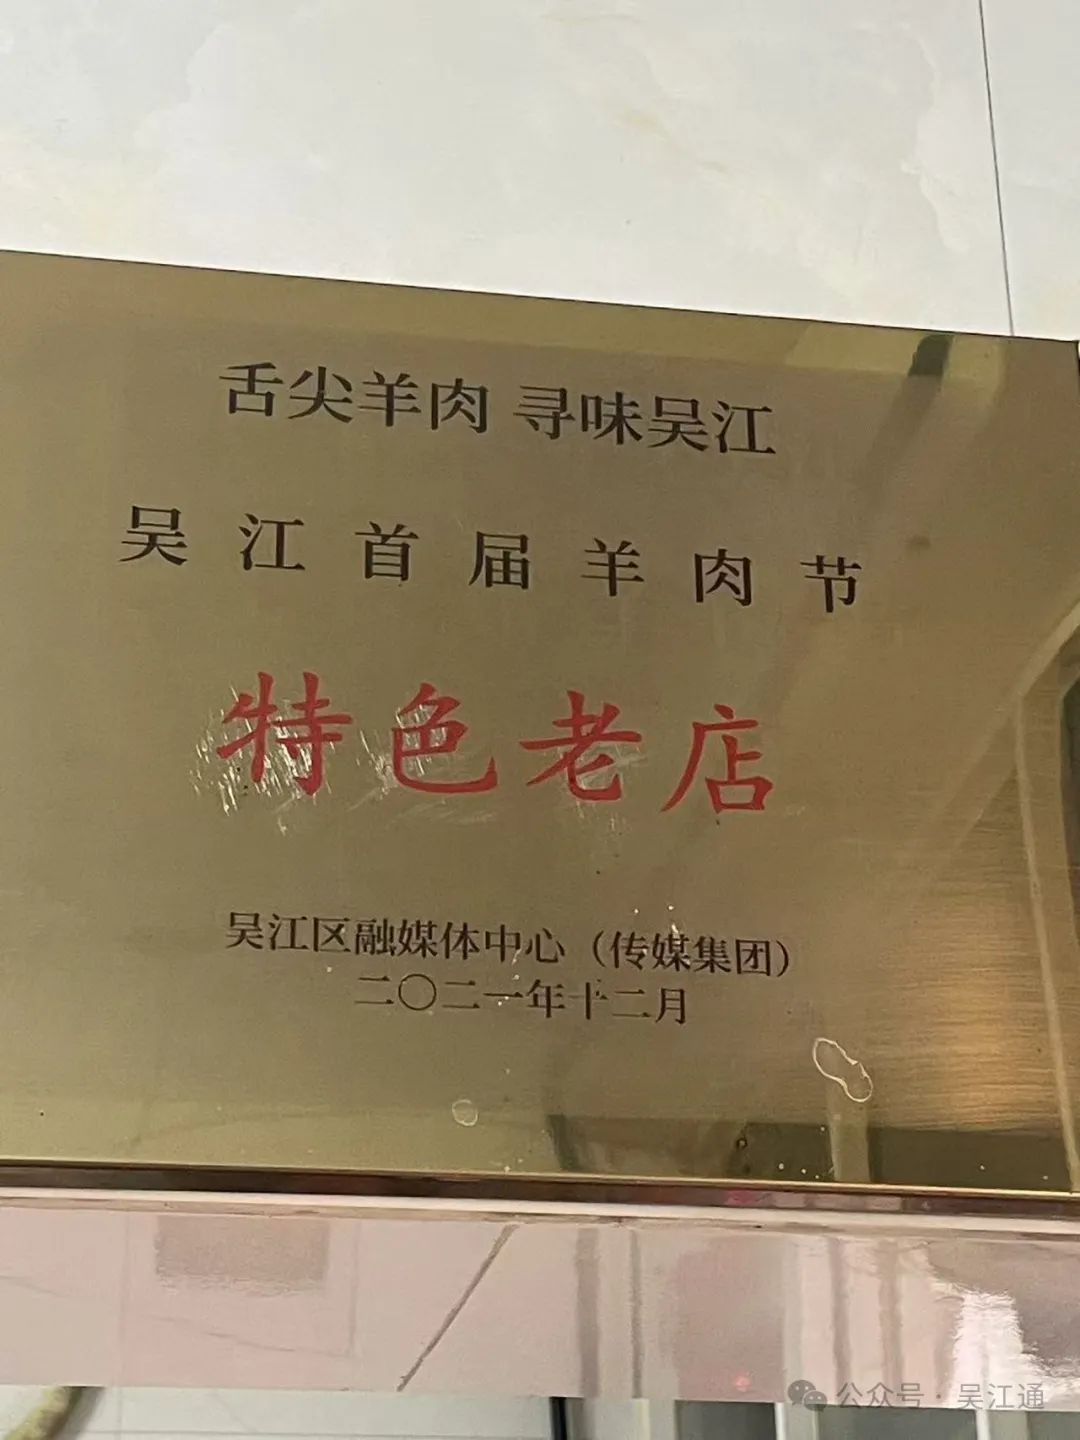 舌尖羊肉 寻味吴江
吴江首届羊肉节
特色老店
吴江区融媒体中心（传媒集团）
二〇二一年十二月
公众号·吴江通